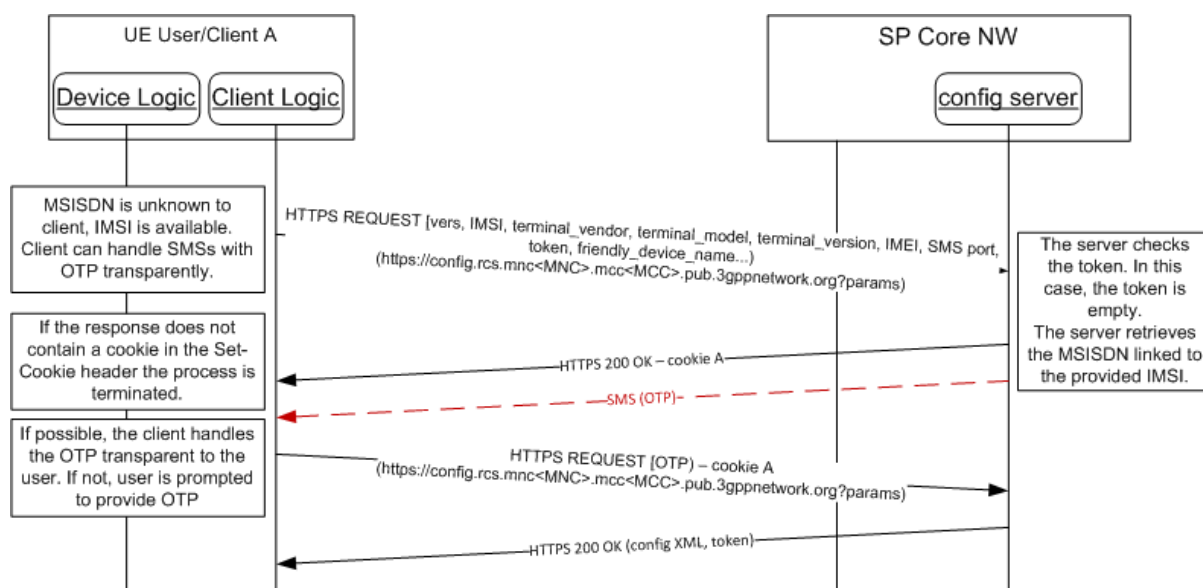 UE User/Client A
SP Core NW
Device Logic
Client Logic
config server
MSISDN is unknown to
client, IMSI is available.
Client can handle SMSs with
OTP transparently.
HTTPS REQUEST [vers, IMSI, terminal_vendor, terminal_model, terminal_version, IMEI, SMS port,
token, friendly_device_name...)
(https://config.rcs.mnc<MNC>.mcc<MCC>.pub.3gppnetwork.org?params)
The server checks
the token. In this
case, the token is
empty.
The server retrieves
the MSISDN linked to
the provided IMSI.
If the response does not
contain a cookie in the Set-
Cookie header the process is
terminated.
HTTPS 200 OK – cookie A
SMS (OTP)
If possible, the client handles
the OTP transparent to the
user. If not, user is prompted
to provide OTP
HTTPS REQUEST [OTP) – cookie A
(https://config.rcs.mnc<MNC>.mcc<MCC>.pub.3gppnetwork.org?params)
HTTPS 200 OK (config XML, token)